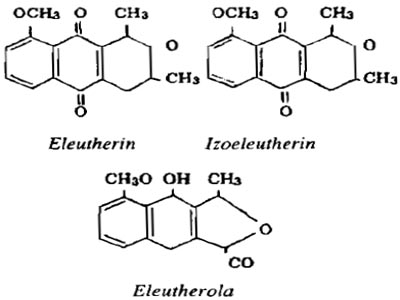 OCH₃ O CH₃ OCH₃ O CH₃
O O
CH₃ CH₃
O O
Eleutherin Izoeleutherin
CH₃O OH CH₃
O
CO
Eleutherola